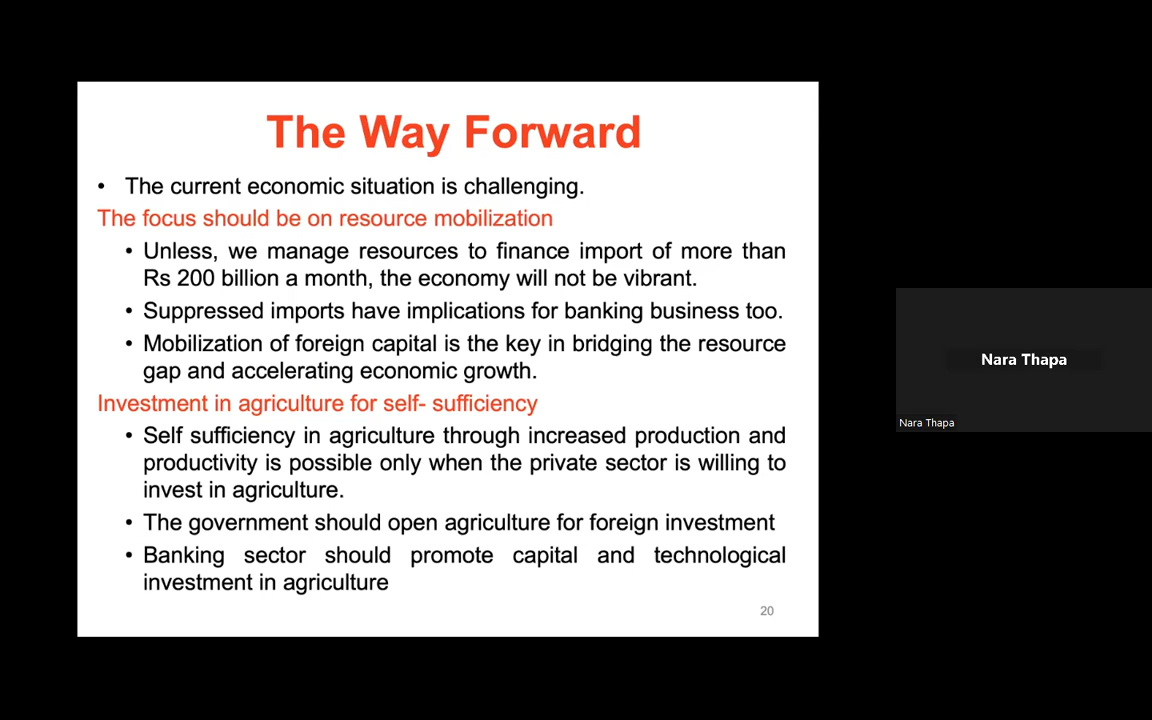 The Way Forward
• The current economic situation is challenging.
The focus should be on resource mobilization
• Unless, we manage resources to finance import of more than
Rs 200 billion a month, the economy will not be vibrant.
• Suppressed imports have implications for banking business too.
• Mobilization of foreign capital is the key in bridging the resource
gap and accelerating economic growth.
Investment in agriculture for self- sufficiency
• Self sufficiency in agriculture through increased production and
productivity is possible only when the private sector is willing to
invest in agriculture.
• The government should open agriculture for foreign investment
• Banking sector should promote capital and technological
investment in agriculture
20
Nara Thapa
Nara Thapa